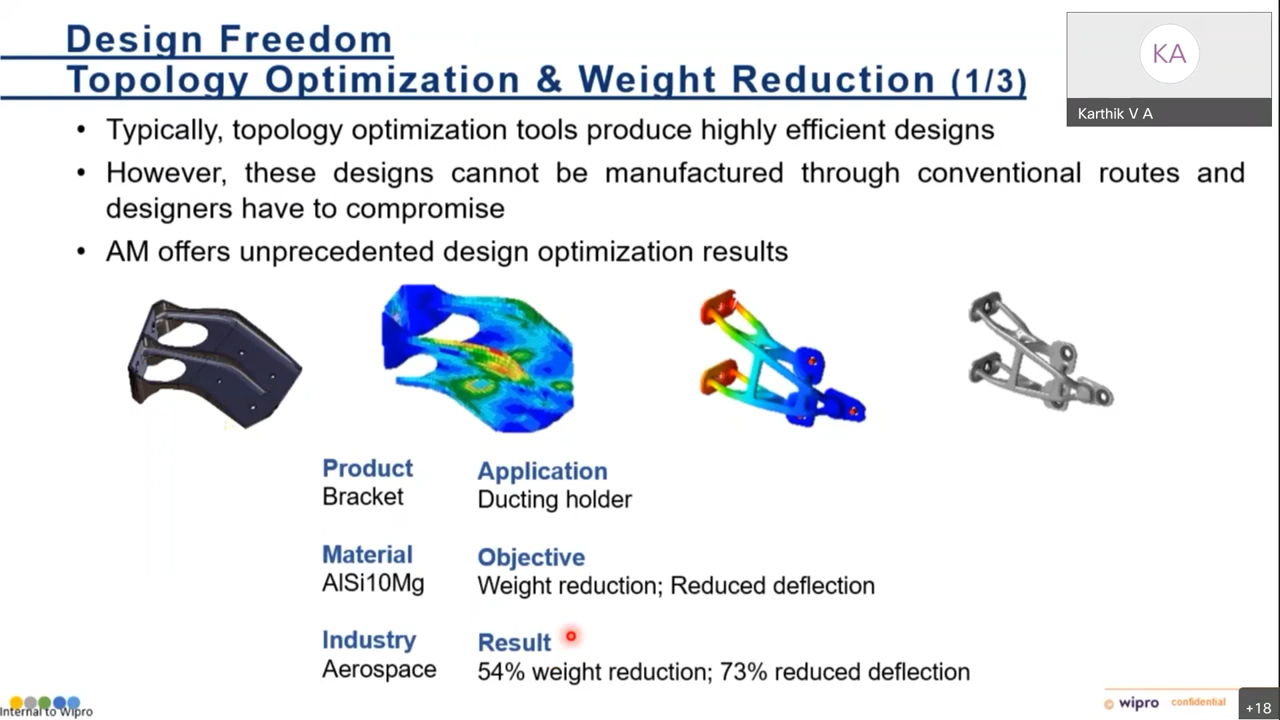 Design Freedom
Topology Optimization & Weight Reduction (1/3)
KA
Karthik V A
• Typically, topology optimization tools produce highly efficient designs
• However, these designs cannot be manufactured through conventional routes and
designers have to compromise
• AM offers unprecedented design optimization results
Product
Bracket
Application
Ducting holder
Material
AlSi10Mg
Objective
Weight reduction; Reduced deflection
Industry
Aerospace
Result
54% weight reduction; 73% reduced deflection
Internal to Wipro
© wipro confidential
+18